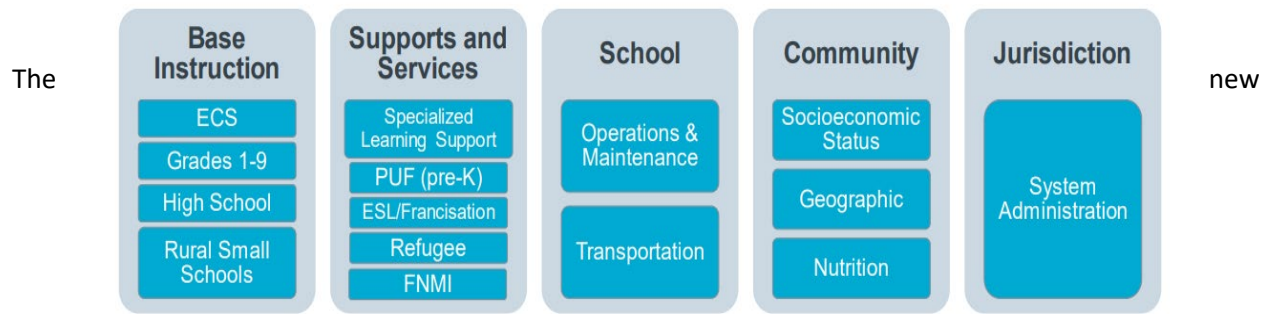 The
Base
Instruction
ECS
Grades 1-9
High School
Rural Small
Schools
Supports and
Services
Specialized
Learning Support
PUF (pre-K)
ESL/Francisation
Refugee
FNMI
School
Operations &
Maintenance
Transportation
Community
Socioeconomic
Status
Geographic
Nutrition
Jurisdiction
System
Administration
new